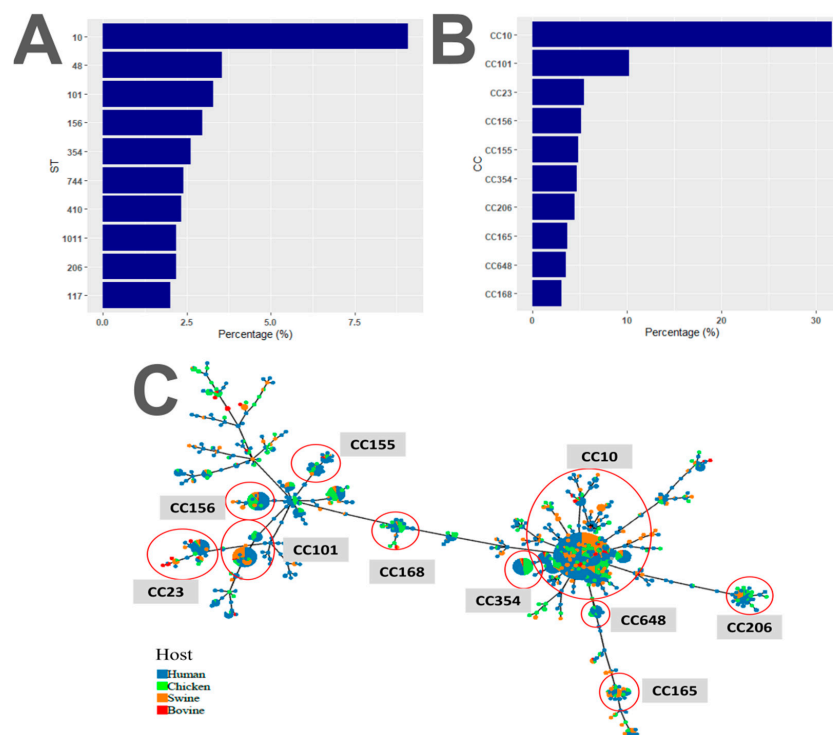 A
10
48
101
156
354
744
410
1011
206
117
ST
0.0 2.5 5.0 7.5
Percentage (%)
B
CC10
CC101
CC23
CC156
CC155
CC354
CC206
CC165
CC648
CC168
CC
0 10 20 30
Percentage (%)
C
CC155
CC10
CC156
CC101
CC168
CC23
CC354
CC648
CC206
CC165
Host
Human
Chicken
Swine
Bovine